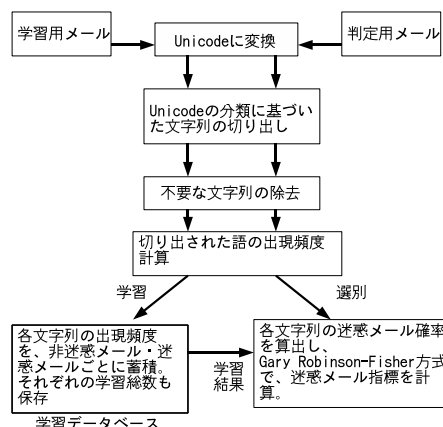 学習用メール
Unicodeに変換
判定用メール
Unicodeの分類に基づい
た文字列の切り出し
不要な文字列の除去
切り出された語の出現頻度
計算
学習
選別
各文字列の出現頻度
を、非迷惑メール・迷
惑メールごとに蓄積。
それぞれの学習総数も
保存
学習
結果
各文字列の迷惑メール確率
を算出し、
Gary Robinson-Fisher方式
で、迷惑メール指標を計
算。
学習データベース